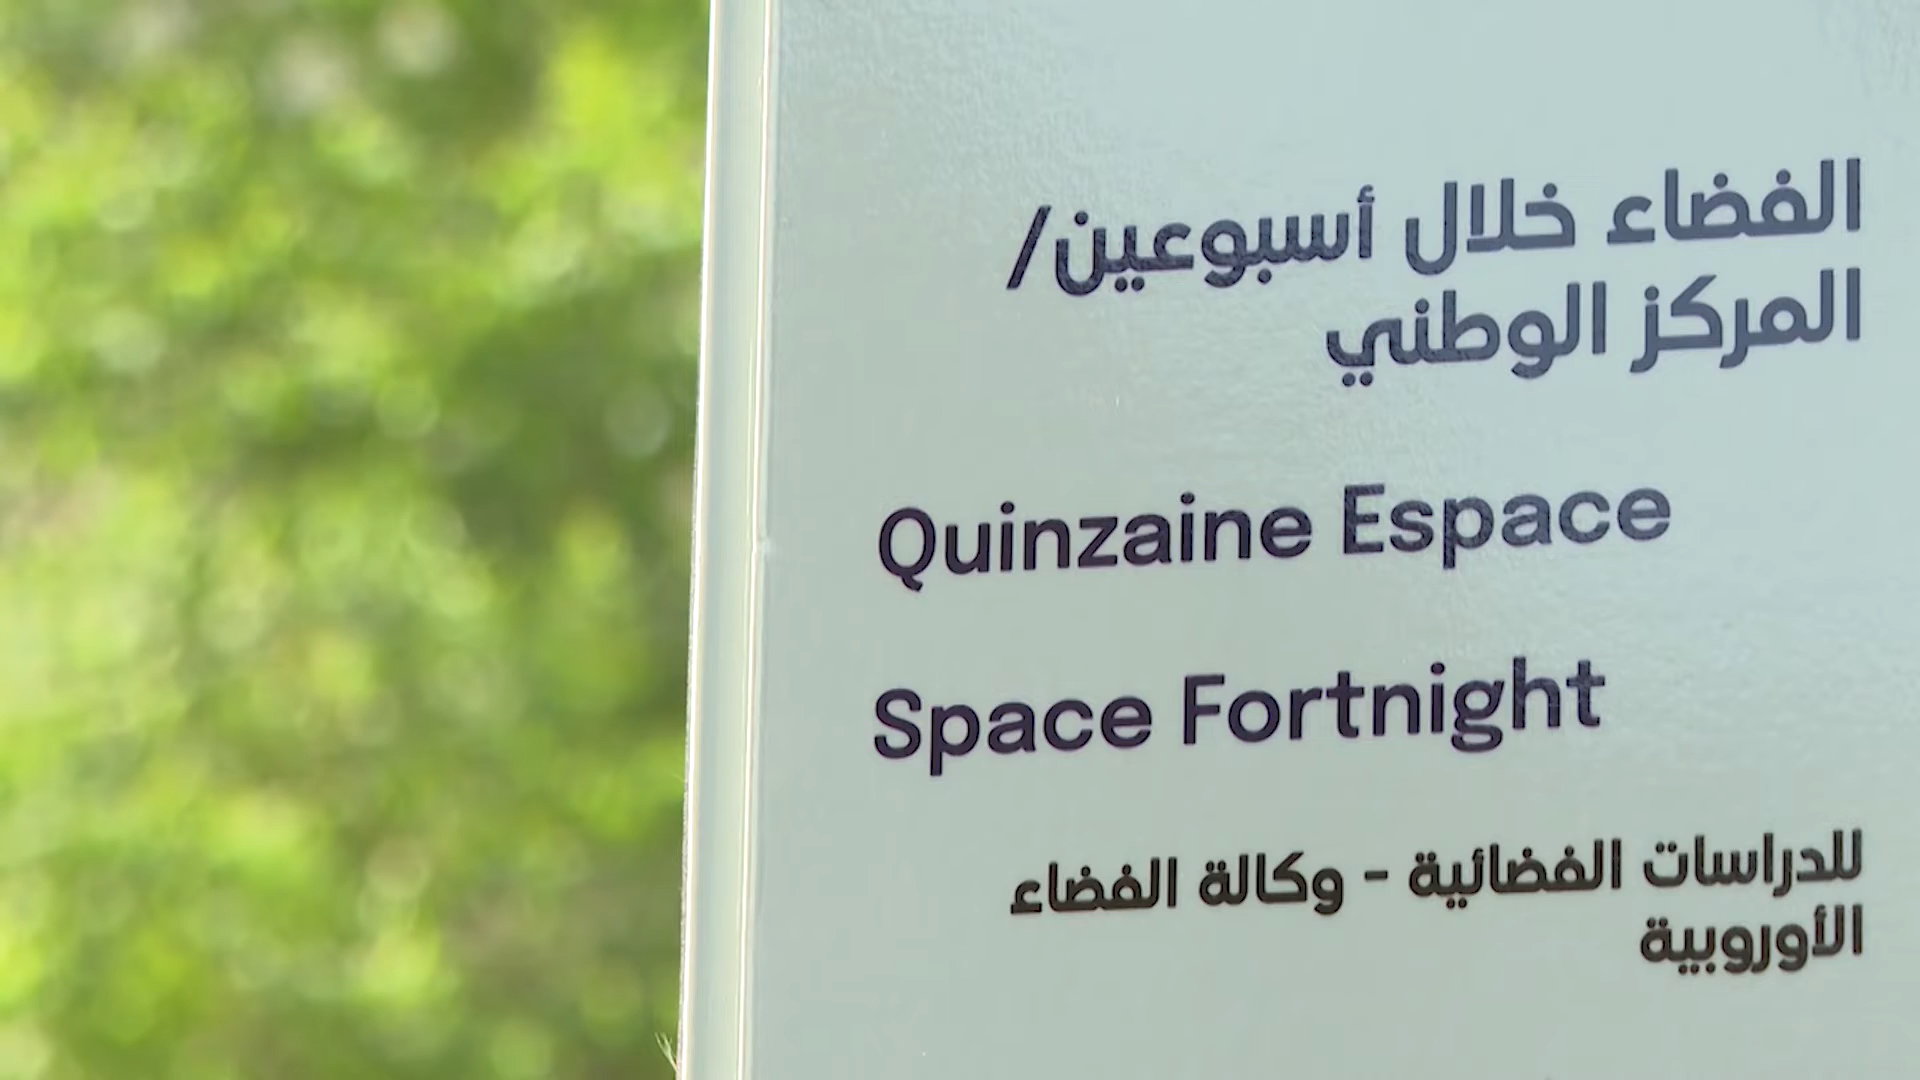 الفضاء خلال أسبوعين/
المركز الوطني
Quinzaine Espace
Space Fortnight
للدراسات الفضائية - وكالة الفضاء
الأوروبية